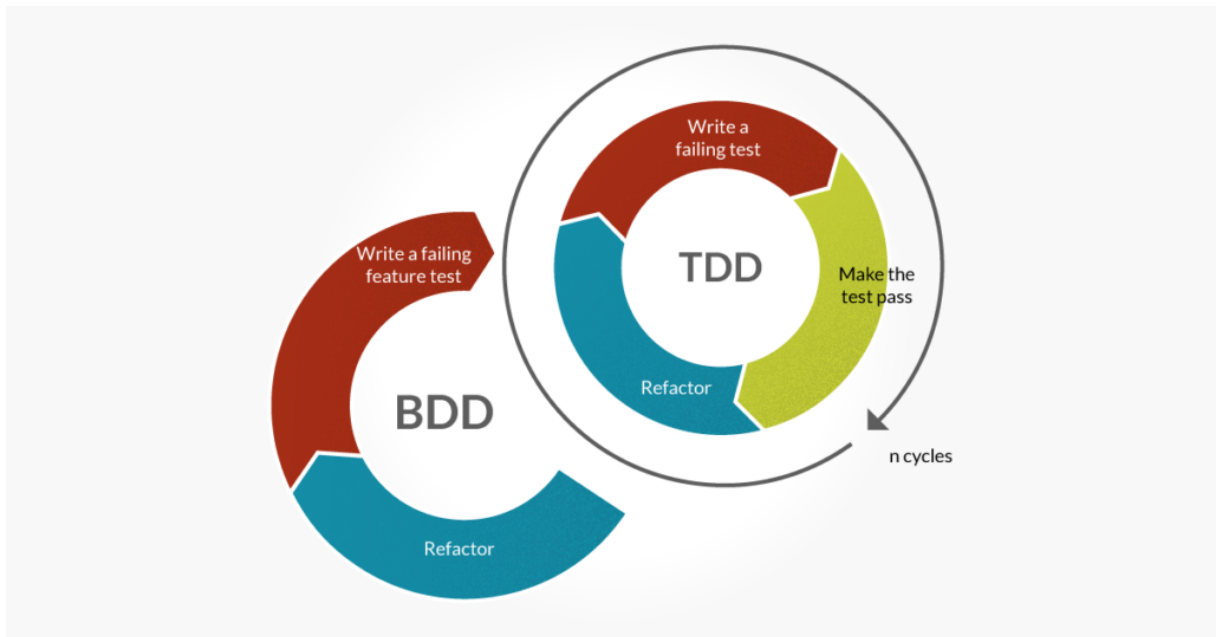 Write a
failing test
TDD
Make the
test pass
Refactor
n cycles
Write a failing
feature test
BDD
Refactor